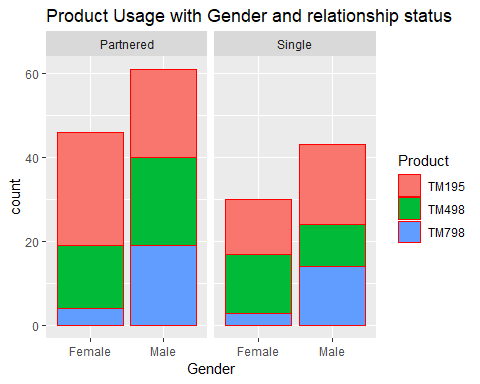 Product Usage with Gender and relationship status
Partnered
Single
count
60
40
20
0
Female
Male
Female
Male
Gender
Product
TM195
TM498
TM798